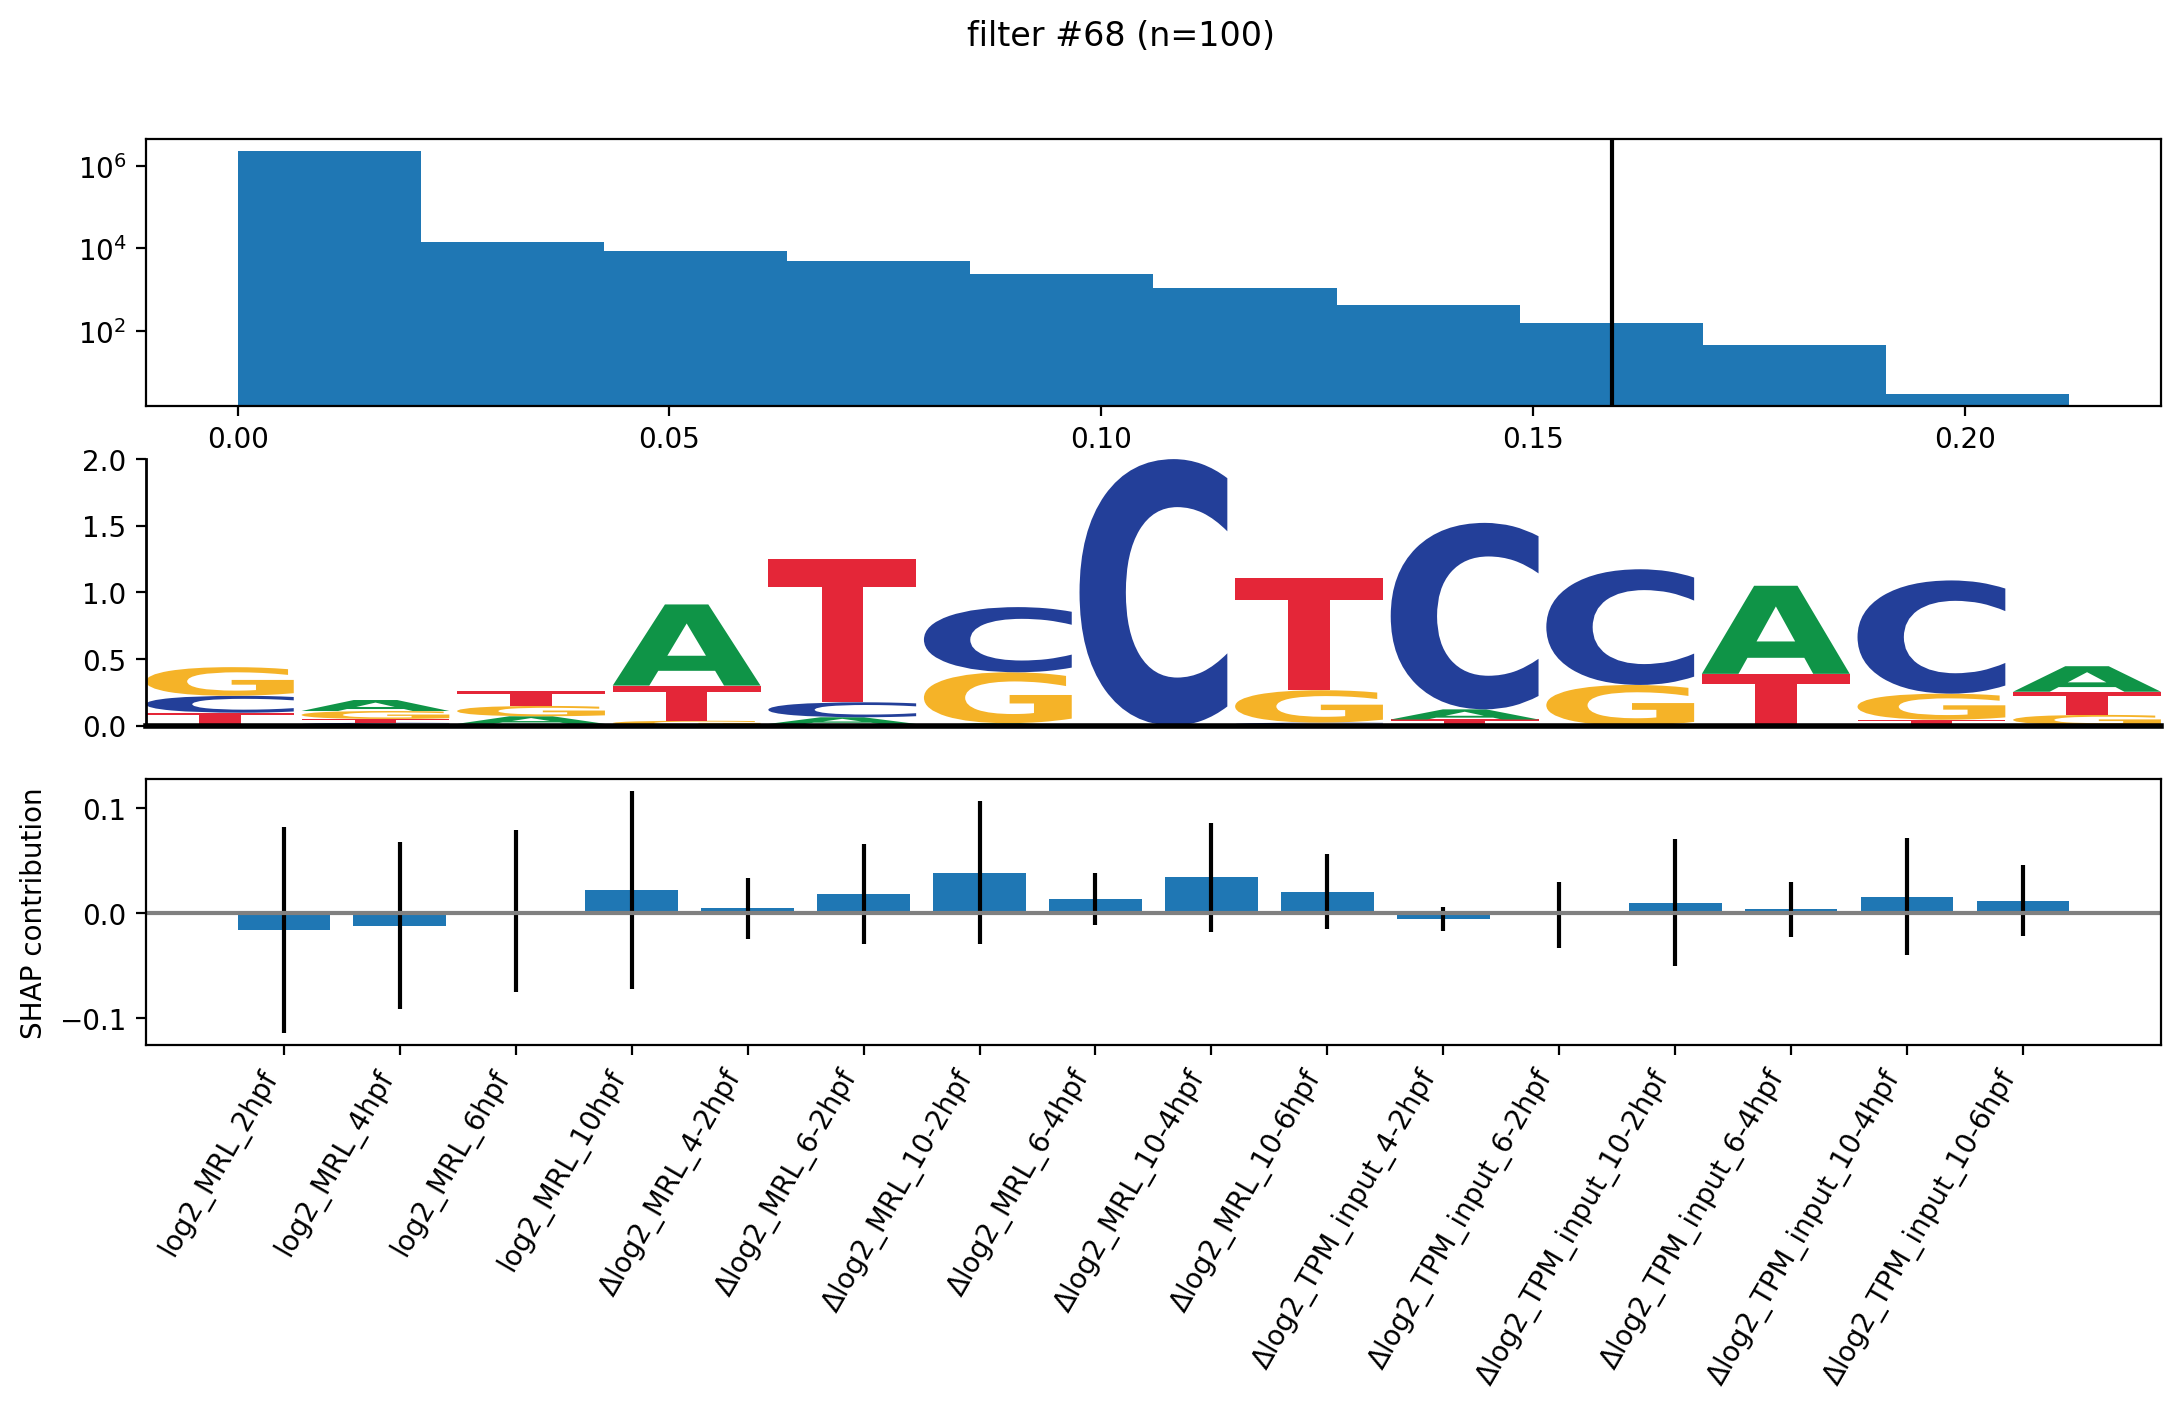 filter #68 (n=100)
10⁶
10⁴
10²
0.00 0.05 0.10 0.15 0.20
2.0
1.5
1.0
0.5
0.0
G C T A G T T G A A T G T C A C G C T G C A T C G A T C G T A T G
SHAP contribution
0.1
0.0
−0.1
log2_MRL_2hpf
log2_MRL_4hpf
log2_MRL_6hpf
log2_MRL_10hpf
Δlog2_MRL_4-2hpf
Δlog2_MRL_6-2hpf
Δlog2_MRL_10-2hpf
Δlog2_MRL_6-4hpf
Δlog2_MRL_10-4hpf
Δlog2_MRL_10-6hpf
Δlog2_TPM_input_4-2hpf
Δlog2_TPM_input_6-2hpf
Δlog2_TPM_input_10-2hpf
Δlog2_TPM_input_6-4hpf
Δlog2_TPM_input_10-4hpf
Δlog2_TPM_input_10-6hpf